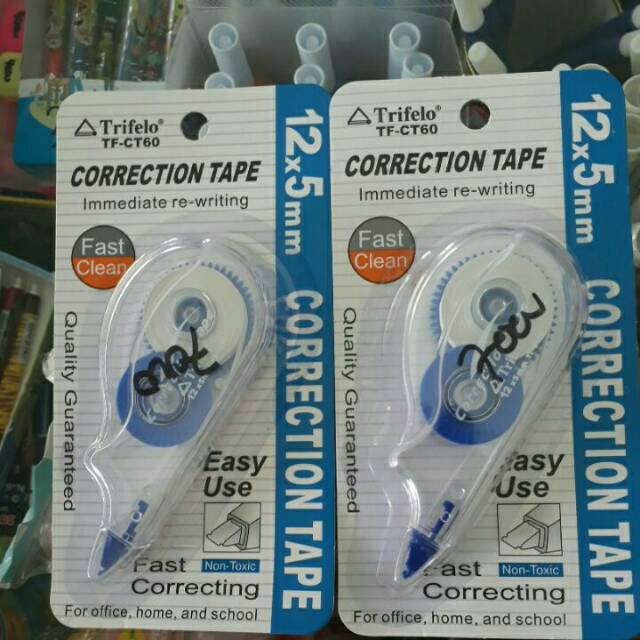 Trifelo®
TF-CT60
CORRECTION TAPE
Immediate re-writing
Fast
Clean
Quality Guaranteed
Easy
Use
Non-Toxic
Fast
Correcting
For office, home, and school
12x5mm CORRECTION TAPE
Trifelo®
TF-CT60
CORRECTION TAPE
Immediate re-writing
Fast
Clean
Quality Guaranteed
Easy
Use
Non-Toxic
Fast
Correcting
For office, home, and school
12x5mm CORRECTION TAPE